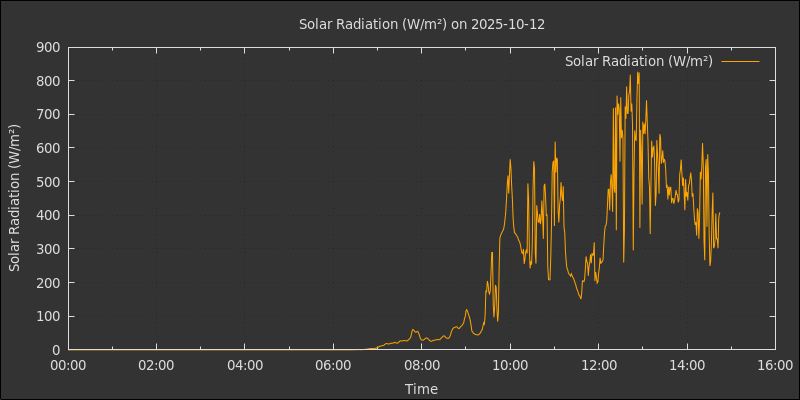 Solar Radiation (W/m²) on 2025-10-12
Solar Radiation (W/m²)
Solar Radiation (W/m²)
900
800
700
600
500
400
300
200
100
0
00:00 02:00 04:00 06:00 08:00 10:00 12:00 14:00 16:00
Time